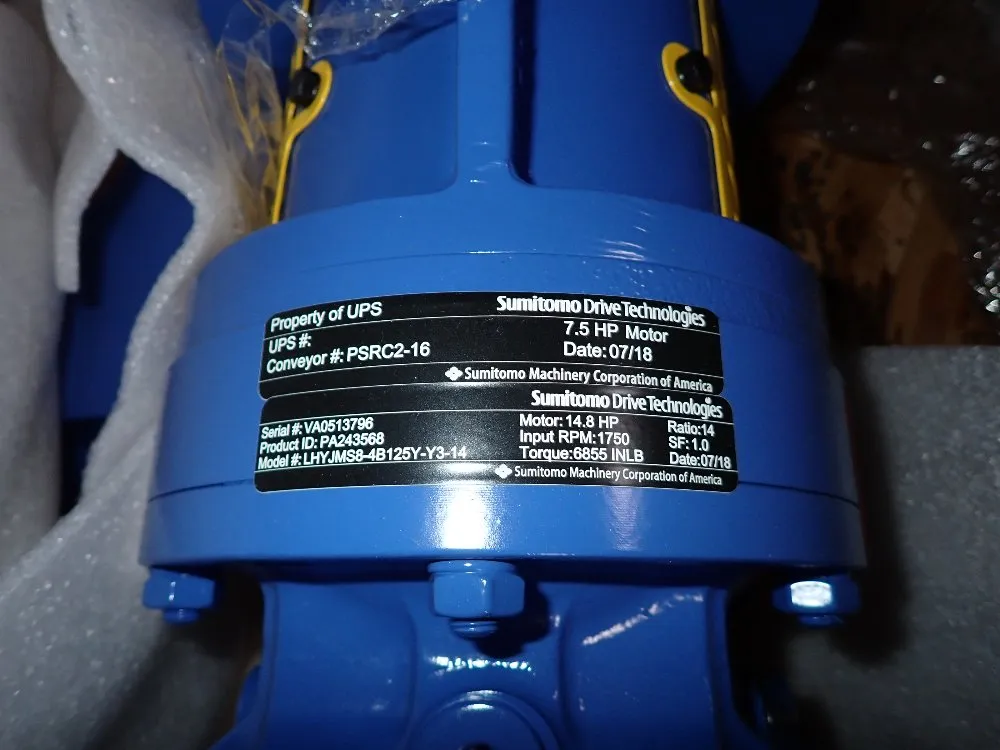 Property of UPS
Sumitomo Drive Technologies
UPS #:
7.5 HP Motor
Conveyor #: PSRC2-16
Date: 07/18
Sumitomo Machinery Corporation of America
Sumitomo Drive Technologies
Serial #: VA0513796
Motor: 14.8 HP
Ratio: 14
Product ID: PA243568
Input RPM: 1750
SF: 1.0
Model #: LHYJMS8-4B125Y-Y3-14
Torque: 6855 INLB
Date: 07/18
Sumitomo Machinery Corporation of America